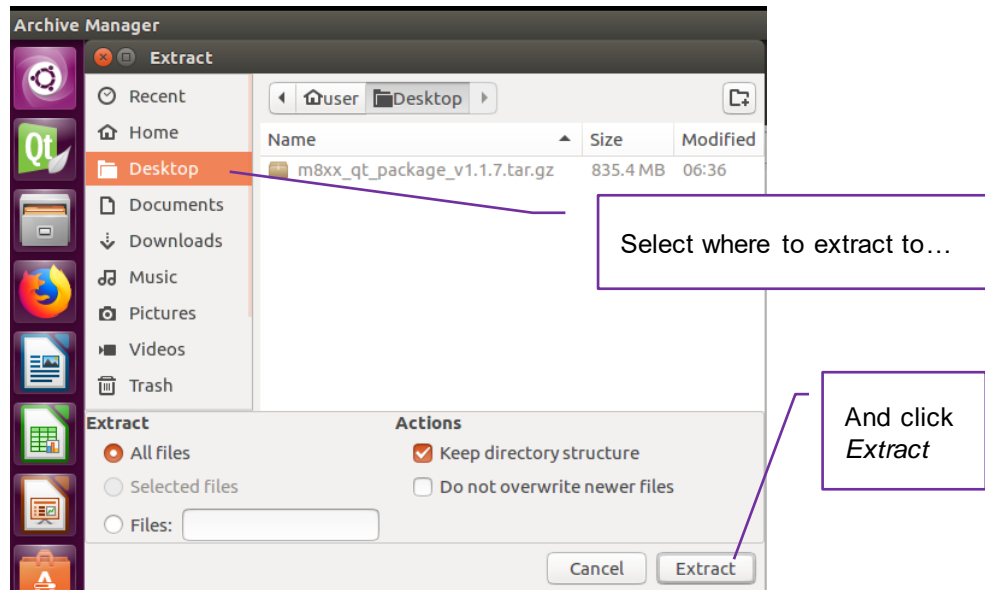 Archive Manager
Extract
Recent
Home
Desktop
Documents
Downloads
Music
Pictures
Videos
Trash
user Desktop
Name Size Modified
m8xx_qt_package_v1.1.7.tar.gz 835.4 MB 06:36
Select where to extract to…
Extract
All files
Selected files
Files:
Actions
Keep directory structure
Do not overwrite newer files
And click
Extract
Cancel Extract
Qt